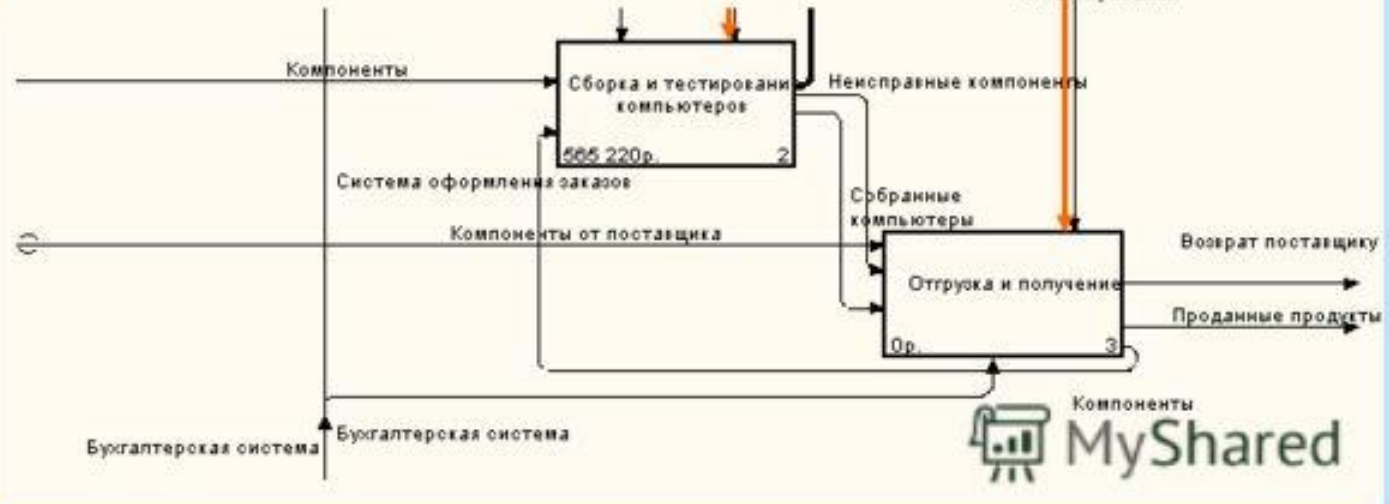 Компоненты
Сборка и тестировани
компьютеров
565 220р.
2
Неисправные компоненты
Система оформления заказов
Собранные
компьютеры
Компоненты от поставщика
Возврат поставщику
Отгрузка и получение
Проданные продукты
0р.
3
Компоненты
Бухгалтерская система
Бухгалтерская система
MyShared